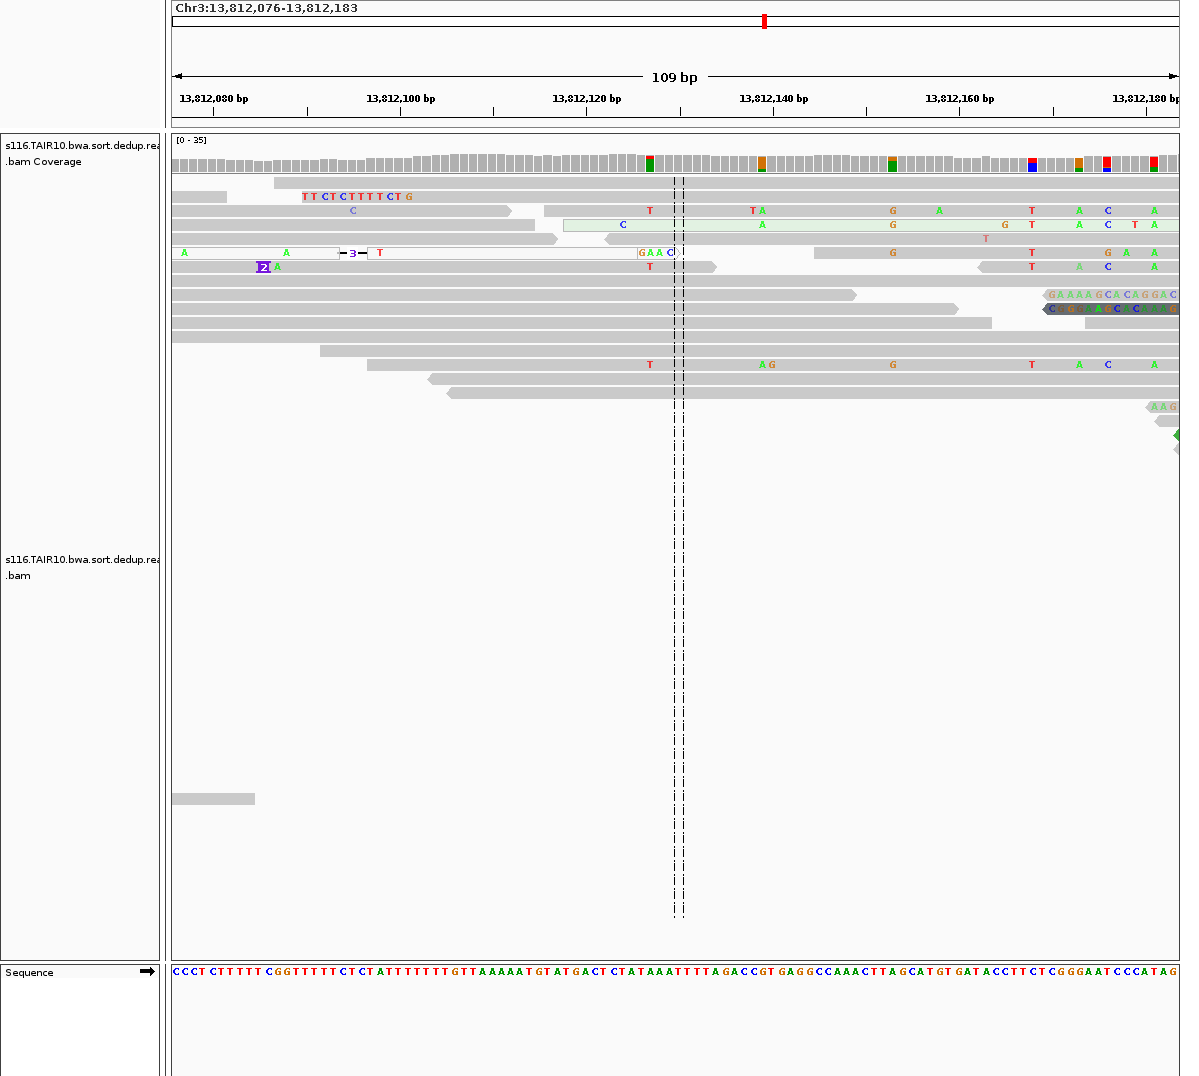 Chr3:13,812,076-13,812,183
109 bp
13,812,080 bp 13,812,100 bp 13,812,120 bp 13,812,140 bp 13,812,160 bp 13,812,180 bp
s116.TAIR10.bwa.sort.dedup.rea
.bam Coverage
[0 - 35]
T T C T C T T T T C T G
C T T A G A T A C A
C A G G T A C T A
T
A A 3 T G A A C G T G A A
2 A T T A C A
G A A A A G C A C A G G A C
T A G G T A C A
A A G
s116.TAIR10.bwa.sort.dedup.rea
.bam
Sequence
C C C T C T T T T T C G G T T T T T C T C T A T T T T T T T G T T A A A A A T G T A T G A C T C T A T A A A T T T T A G A C C G T G A G G C C A A A C T T A G C A T G T G A T A C C T T C T C G G G A A T C C C A T A G